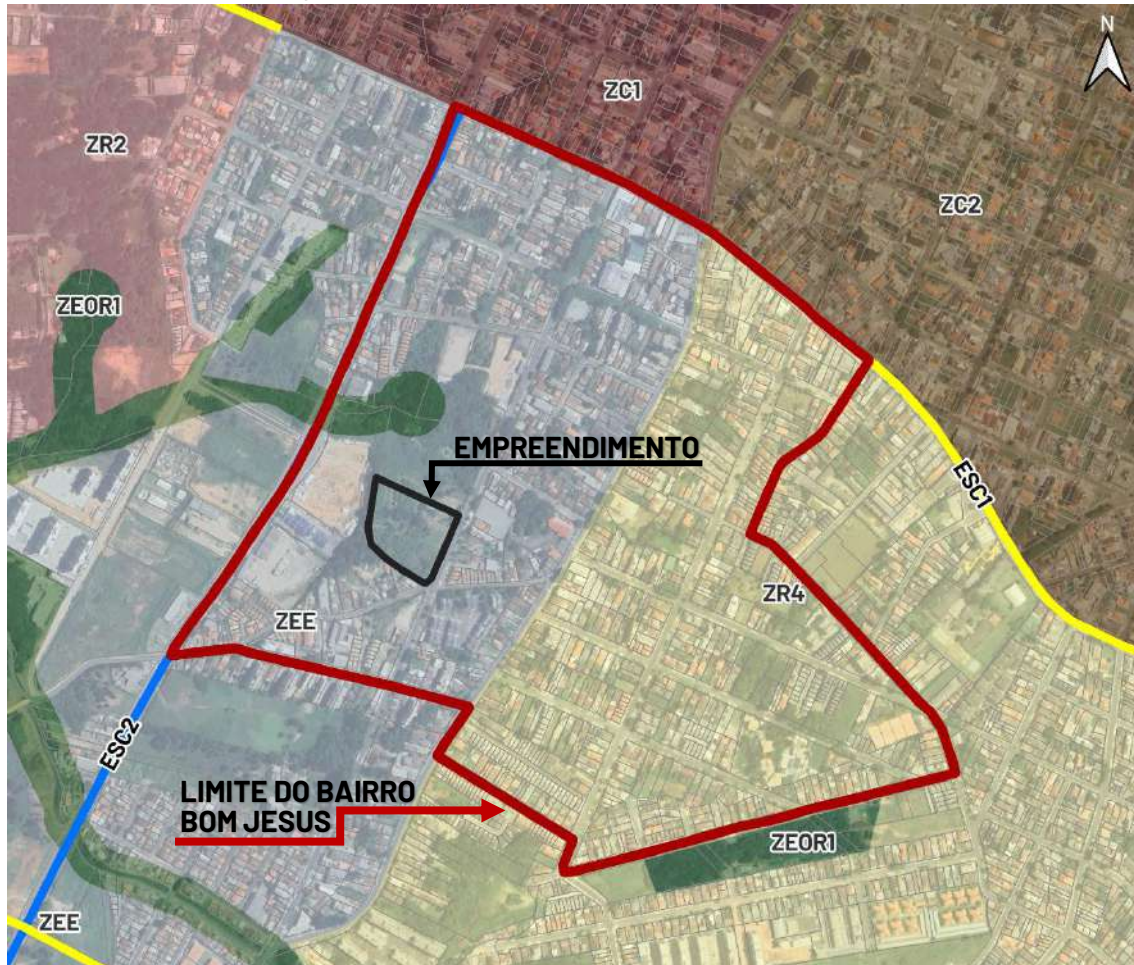 N
ZC1
ZR2
ZC2
ZEOR1
EMPREENDIMENTO
ESC1
ZR4
ZEE
ESC2
LIMITE DO BAIRRO
BOM JESUS
ZEOR1
ZEE